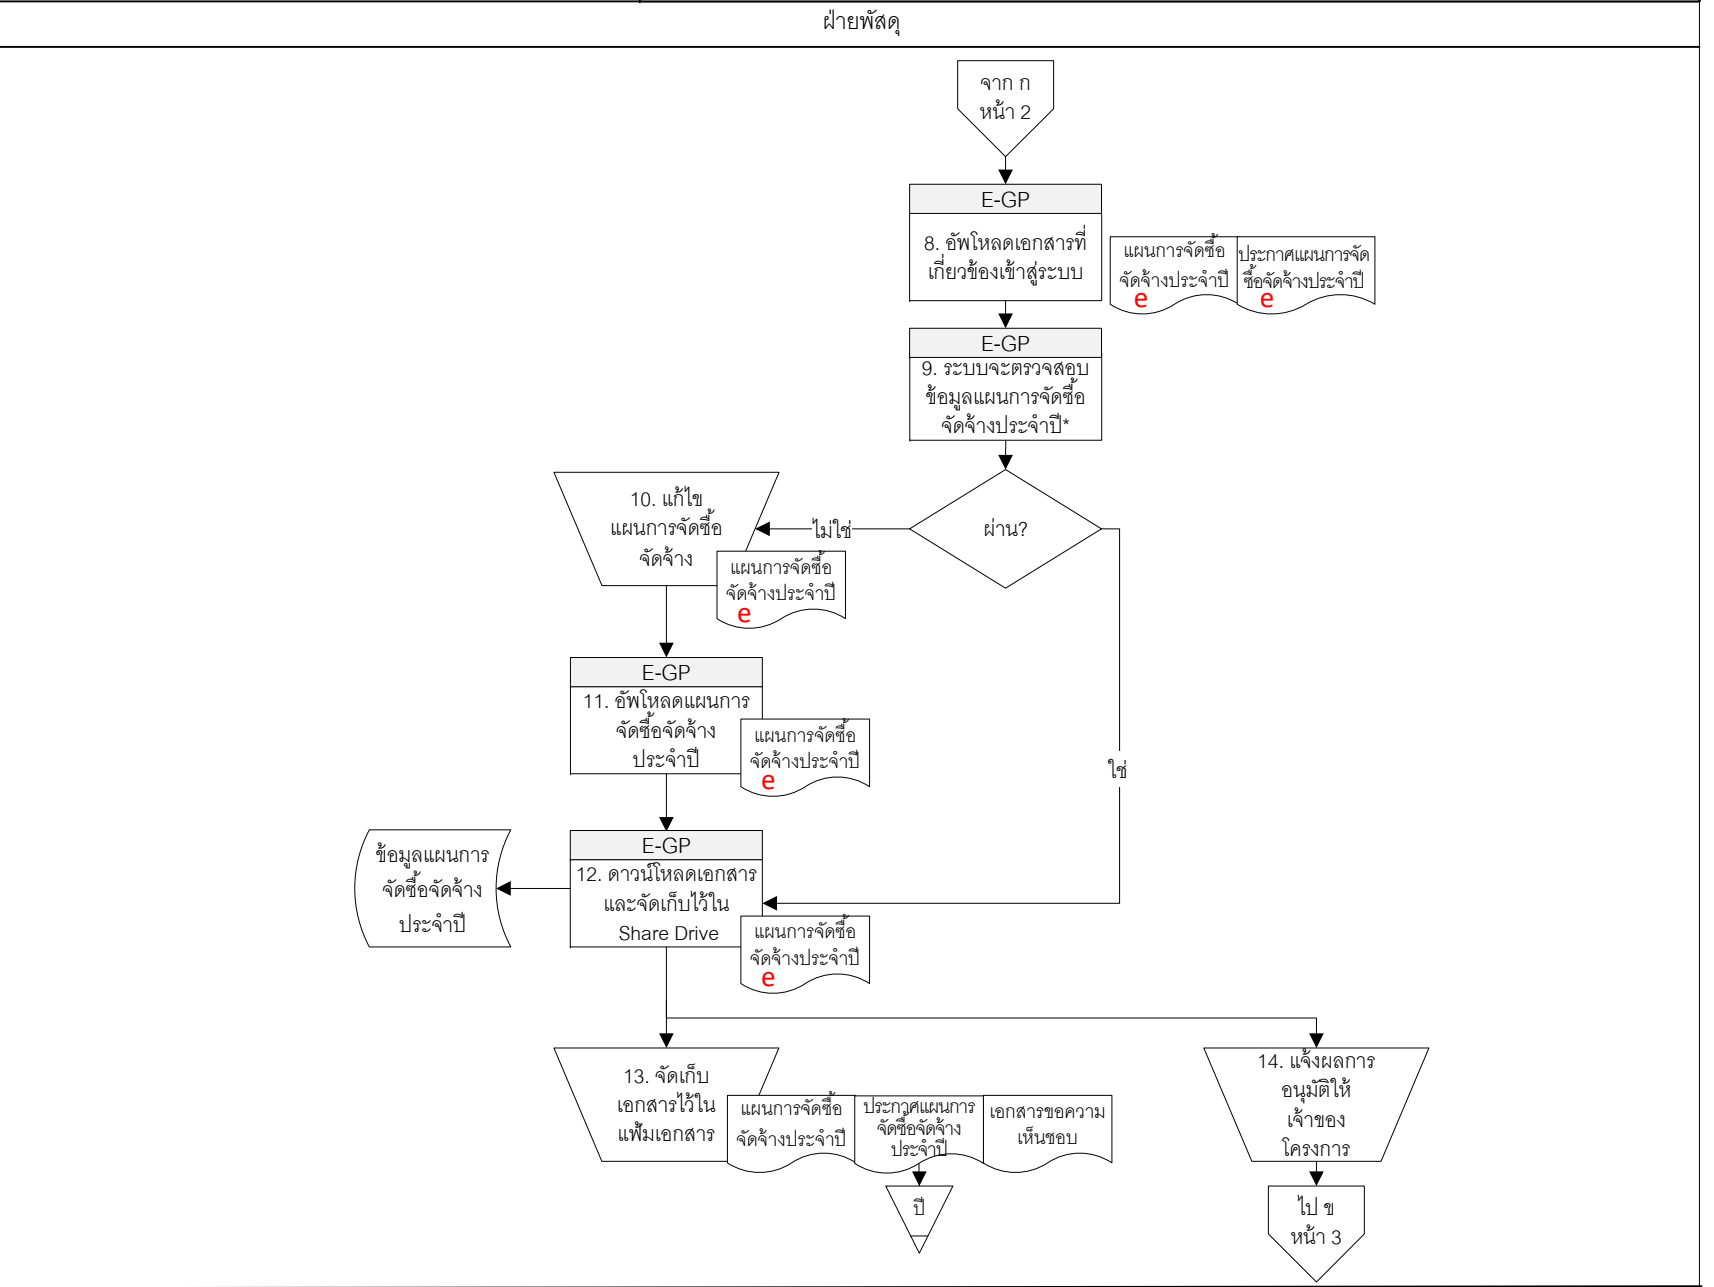 ฝ่ายพัสดุ
จาก ก
หน้า 2
E-GP
8. อัพโหลดเอกสารที่
เกี่ยวข้องเข้าสู่ระบบ
แผนการจัดซื้อ
จัดจ้างประจำปี
e
ประกาศแผนการจัด
ซื้อจัดจ้างประจำปี
e
E-GP
9. ระบบจะตรวจสอบ
ข้อมูลแผนการจัดซื้อ
จัดจ้างประจำปี*
ผ่าน?
ไม่ใช่
ใช่
10. แก้ไข
แผนการจัดซื้อ
จัดจ้าง
แผนการจัดซื้อ
จัดจ้างประจำปี
e
E-GP
11. อัพโหลดแผนการ
จัดซื้อจัดจ้าง
ประจำปี
แผนการจัดซื้อ
จัดจ้างประจำปี
e
E-GP
12. ดาวน์โหลดเอกสาร
และจัดเก็บไว้ใน
Share Drive
แผนการจัดซื้อ
จัดจ้างประจำปี
e
ข้อมูลแผนการ
จัดซื้อจัดจ้าง
ประจำปี
13. จัดเก็บ
เอกสารไว้ใน
แฟ้มเอกสาร
แผนการจัดซื้อ
จัดจ้างประจำปี
ประกาศแผนการ
จัดซื้อจัดจ้าง
ประจำปี
เอกสารขอความ
เห็นชอบ
ปี
14. แจ้งผลการ
อนุมัติให้
เจ้าของ
โครงการ
ไป ข
หน้า 3